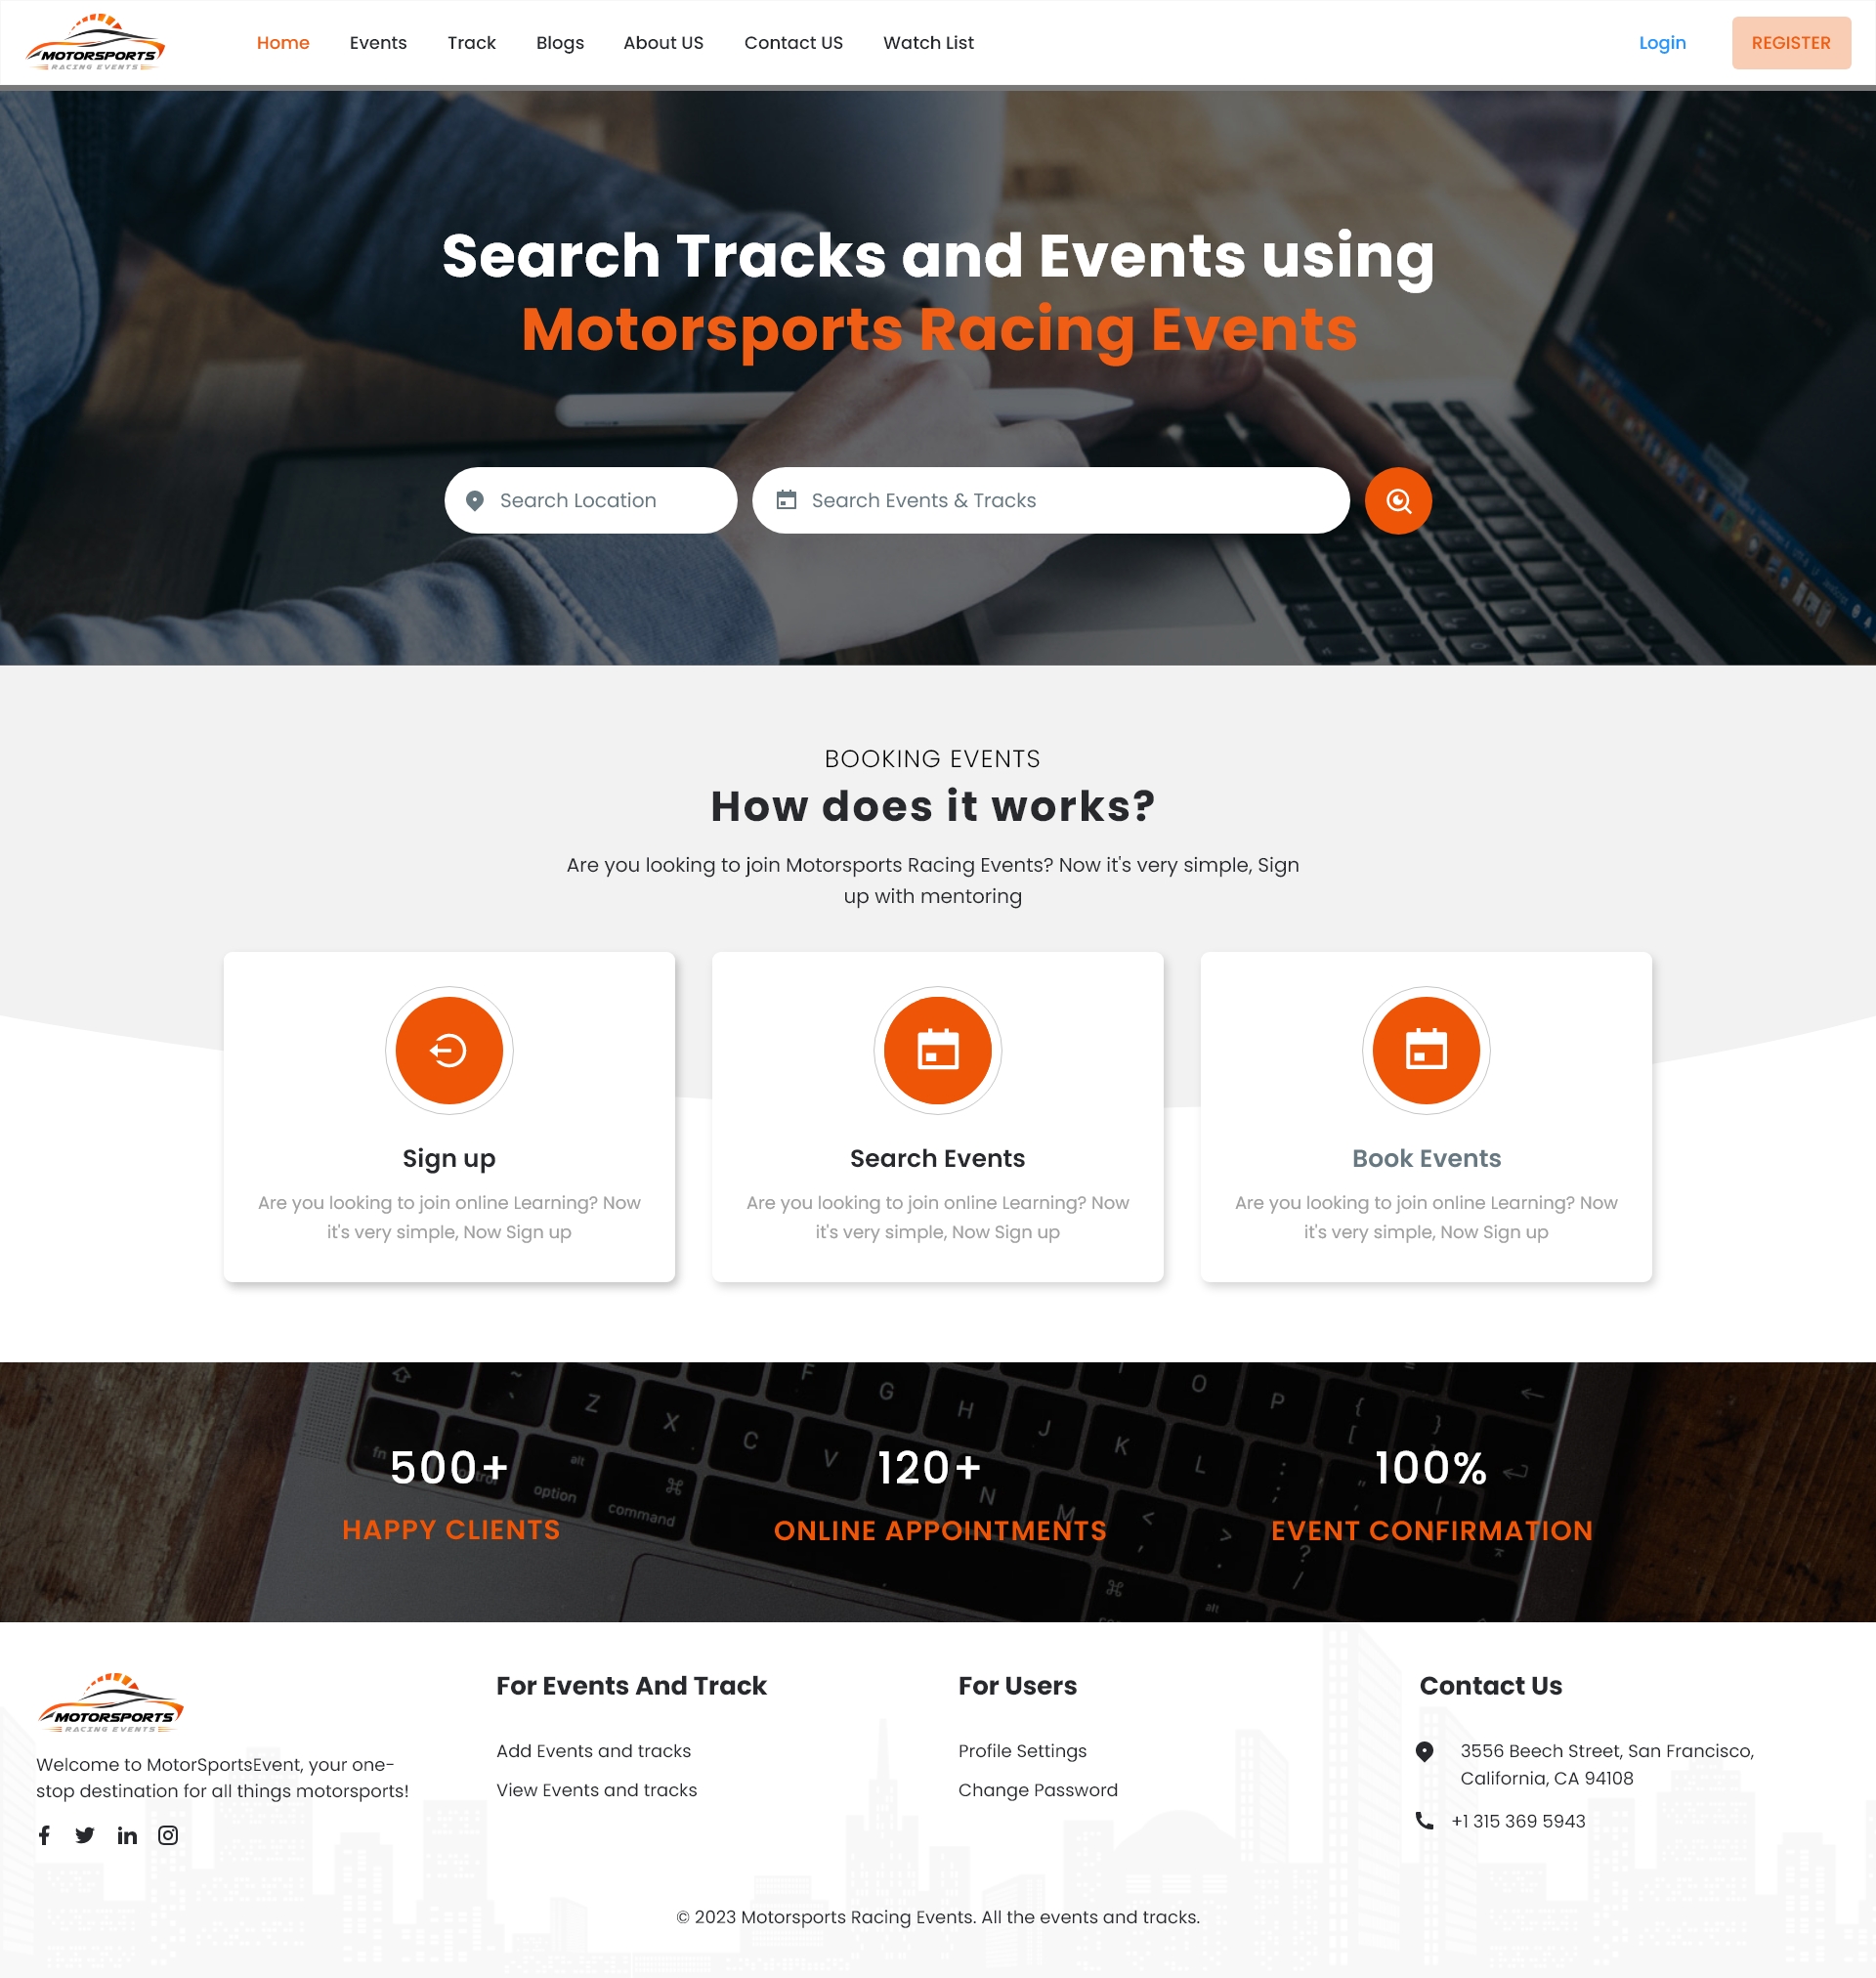 MOTORSPORTS
RACING EVENTS
Home Events Track Blogs About US Contact US Watch List Login REGISTER
Search Tracks and Events using
Motorsports Racing Events
Search Location Search Events & Tracks
BOOKING EVENTS
How does it works?
Are you looking to join Motorsports Racing Events? Now it's very simple, Sign
up with mentoring
Sign up
Are you looking to join online Learning? Now
it's very simple, Now Sign up
Search Events
Are you looking to join online Learning? Now
it's very simple, Now Sign up
Book Events
Are you looking to join online Learning? Now
it's very simple, Now Sign up
500+
HAPPY CLIENTS
120+
ONLINE APPOINTMENTS
100%
EVENT CONFIRMATION
MOTORSPORTS
RACING EVENTS
Welcome to MotorSportsEvent, your one-
stop destination for all things motorsports!
For Events And Track
Add Events and tracks
View Events and tracks
For Users
Profile Settings
Change Password
Contact Us
3556 Beech Street, San Francisco,
California, CA 94108
+1 315 369 5943
© 2023 Motorsports Racing Events. All the events and tracks.